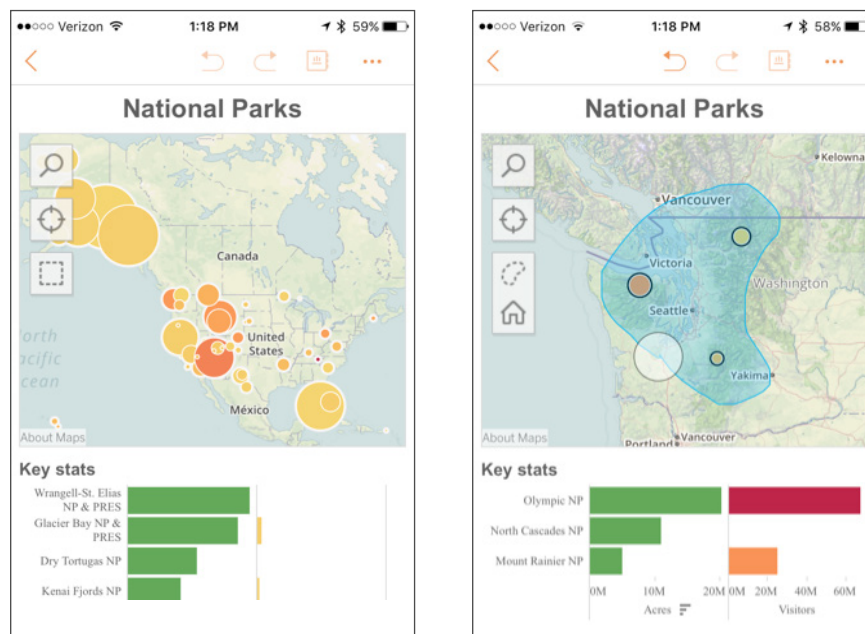 Verizon 1:18 PM 59%
National Parks
Canada
United
States
México
orth
acific
cean
About Maps
Key stats
Wrangell-St. Elias
NP & PRES
Glacier Bay NP &
PRES
Dry Tortugas NP
Kenai Fjords NP
Verizon 1:18 PM 58%
National Parks
Kelowna
Vancouver
Victoria
Washington
Seattle
Yakima
Vancouver
Portland
About Maps
Key stats
Olympic NP
North Cascades NP
Mount Rainier NP
0M 10M 20M 0M 20M 40M 60M
Acres Visitors